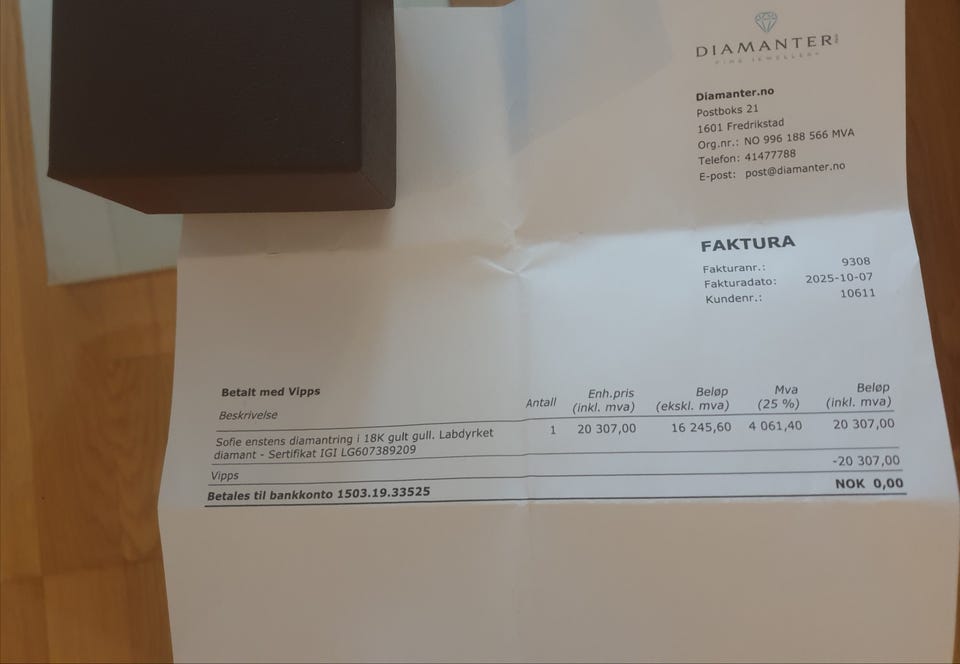 DIAMANTER
FINE JEWELLERY
Diamanter.no
Postboks 21
1601 Fredrikstad
Org.nr.: NO 996 188 566 MVA
Telefon: 41477788
E-post: post@diamanter.no
FAKTURA
Fakturanr.: 9308
Fakturadato: 2025-10-07
Kundenr.: 10611
Betalt med Vipps
Beskrivelse Antall Enh.pris (inkl. mva) Beløp (ekskl. mva) Mva (25 %) Beløp (inkl. mva)
Sofie enstens diamantring i 18K gult gull. Labdyrket 1 20 307,00 16 245,60 4 061,40 20 307,00
diamant - Sertifikat IGI LG607389209
Vipps -20 307,00
Betales til bankkonto 1503.19.33525 NOK 0,00